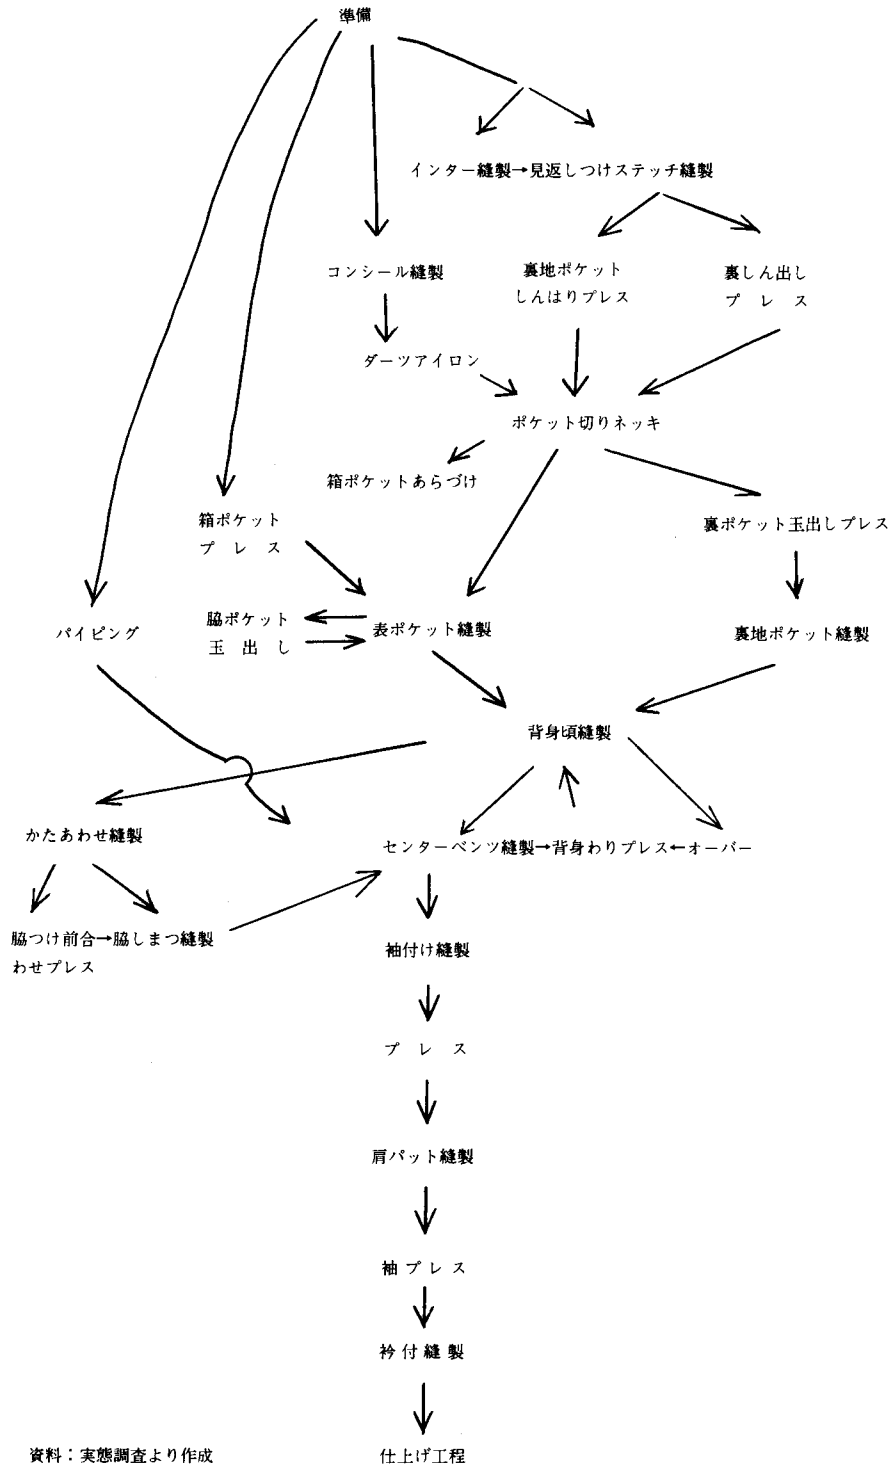 準備
インター縫製→見返しつけステッチ縫製
コンシール縫製
裏地ポケット
しんはりプレス
裏しん出し
プレス
ダーツアイロン
ポケット切りネッキ
箱ポケットあらづけ
箱ポケット
プレス
裏ポケット玉出しプレス
パイピング
脇ポケット
玉出し
表ポケット縫製
裏地ポケット縫製
背身頃縫製
かたあわせ縫製
センターベンツ縫製→背身わりプレス←オーバー
脇つけ前合→脇しまつ縫製
わせプレス
袖付け縫製
プレス
肩パット縫製
袖プレス
衿付縫製
仕上げ工程
資料：実態調査より作成